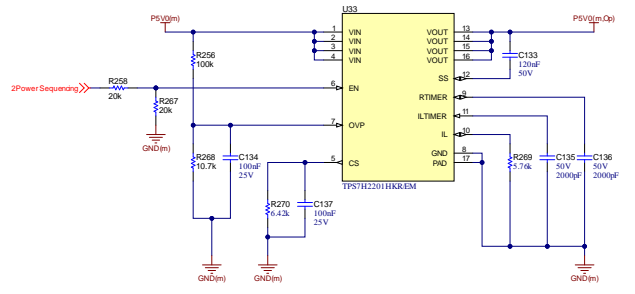 U33
P5V0(m)
P5V0(m,Op)
1 VIN VOUT 13
2 VIN VOUT 14
3 VIN VOUT 15
4 VIN VOUT 16
R256
100k
C133
120nF
50V
SS 12
2Power Sequencing
R258
20k
6 EN
RTIMER 9
R267
20k
GND(m)
ILTIMER 11
7 OVP
IL 10
GND 8
PAD 17
5 CS
TPS7H2201HKR/EM
R268
10.7k
C134
100nF
25V
R269
5.76k
C135
50V
2000pF
C136
50V
2000pF
R270
6.42k
C137
100nF
25V
GND(m)
GND(m)
GND(m)